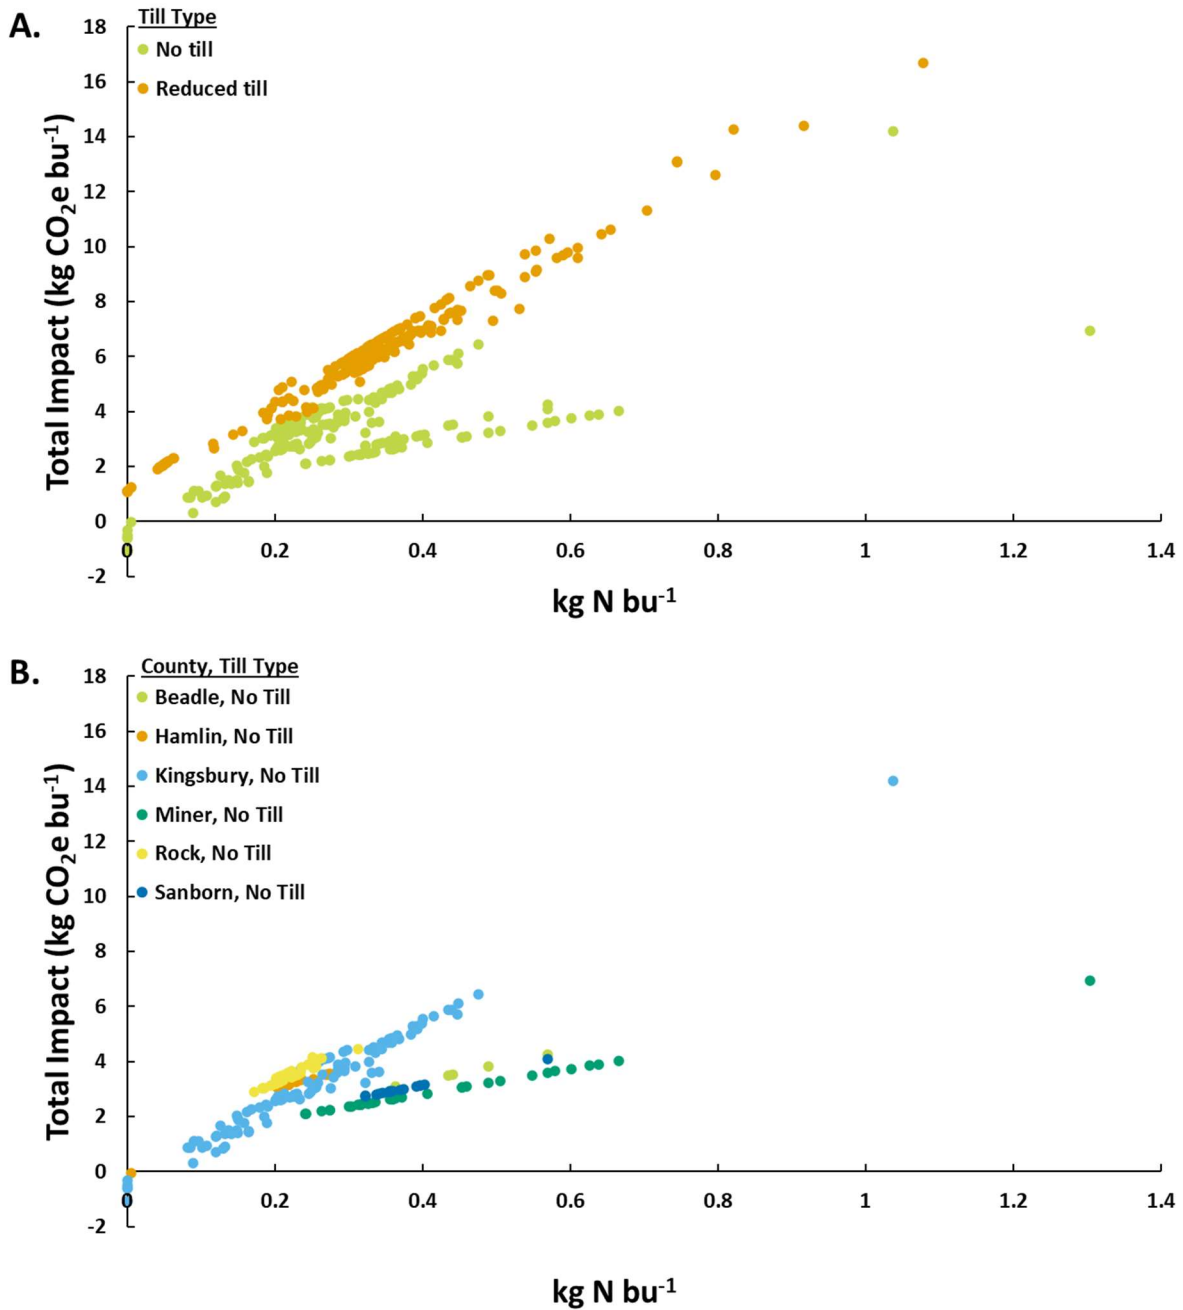 A.
Till Type
No till
Reduced till
Total Impact (kg CO₂e bu⁻¹)
18
16
14
12
10
8
6
4
2
0
-2
0 0.2 0.4 0.6 0.8 1 1.2 1.4
kg N bu⁻¹
B.
County, Till Type
Beadle, No Till
Hamlin, No Till
Kingsbury, No Till
Miner, No Till
Rock, No Till
Sanborn, No Till
Total Impact (kg CO₂e bu⁻¹)
18
16
14
12
10
8
6
4
2
0
-2
0 0.2 0.4 0.6 0.8 1 1.2 1.4
kg N bu⁻¹